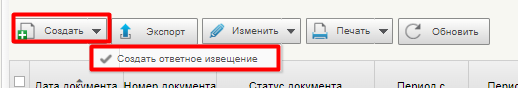 Создать Экспорт Изменить Печать Обновить
Создать ответное извещение
Дата документа Номер документа Статус документа Период с